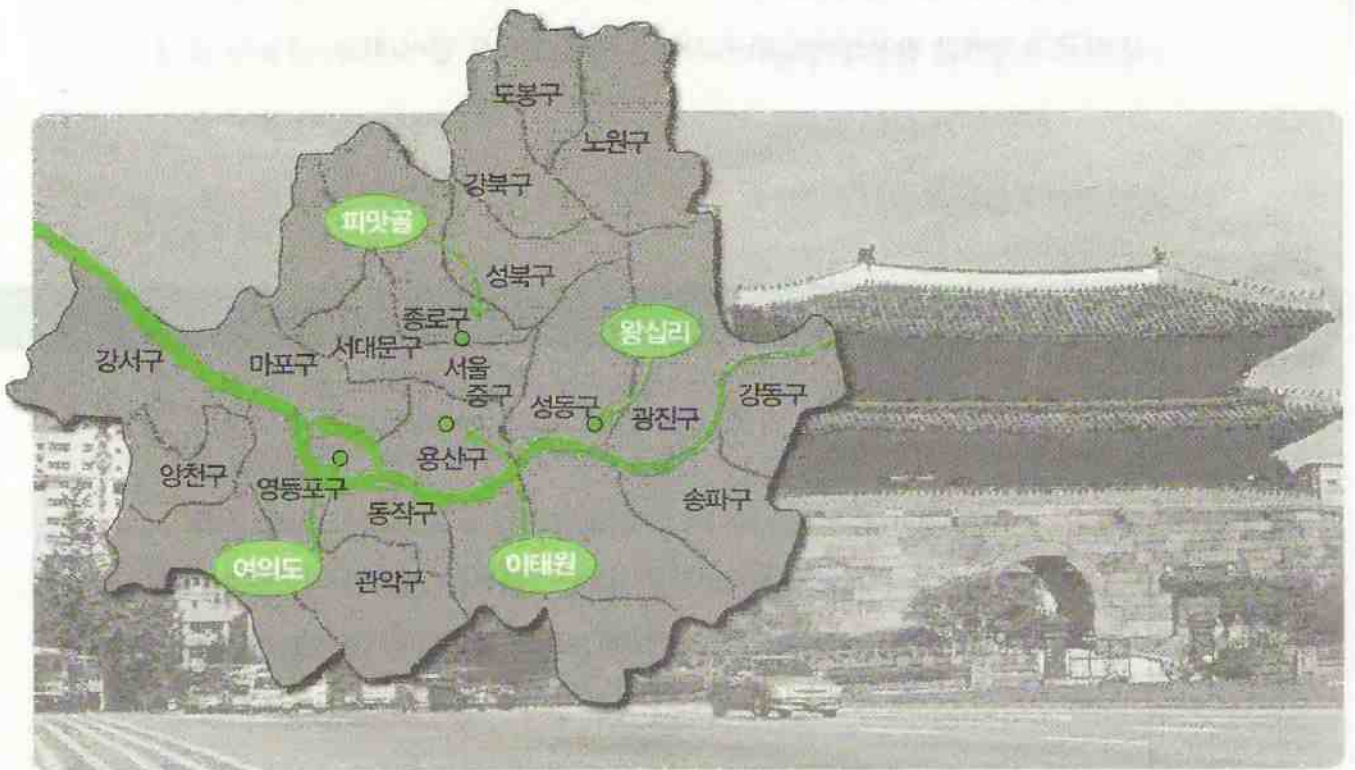 도봉구
노원구
강북구
피맛골
성북구
종로구
왕십리
서대문구
서울
마포구
강서구
중구
성동구
광진구
강동구
용산구
양천구
영등포구
동작구
송파구
여의도
이태원
관악구